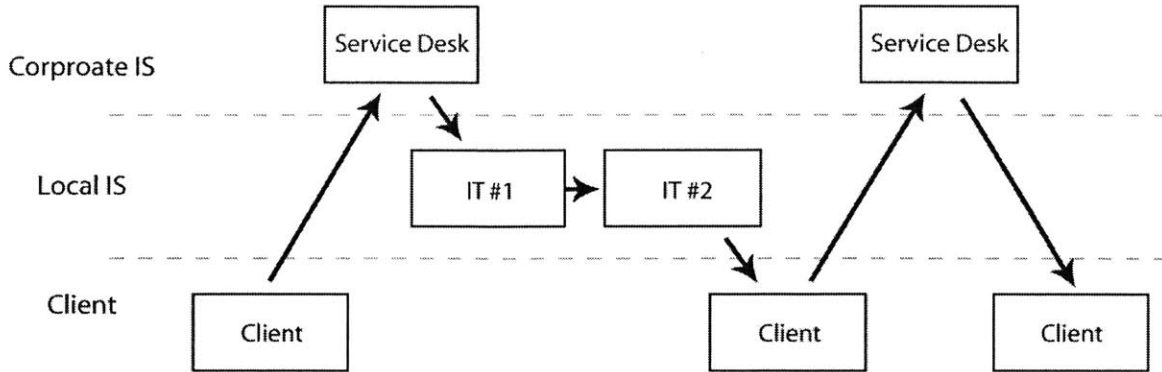 Service Desk
Service Desk
Corproate IS
IT #1
IT #2
Local IS
Client
Client
Client
Client